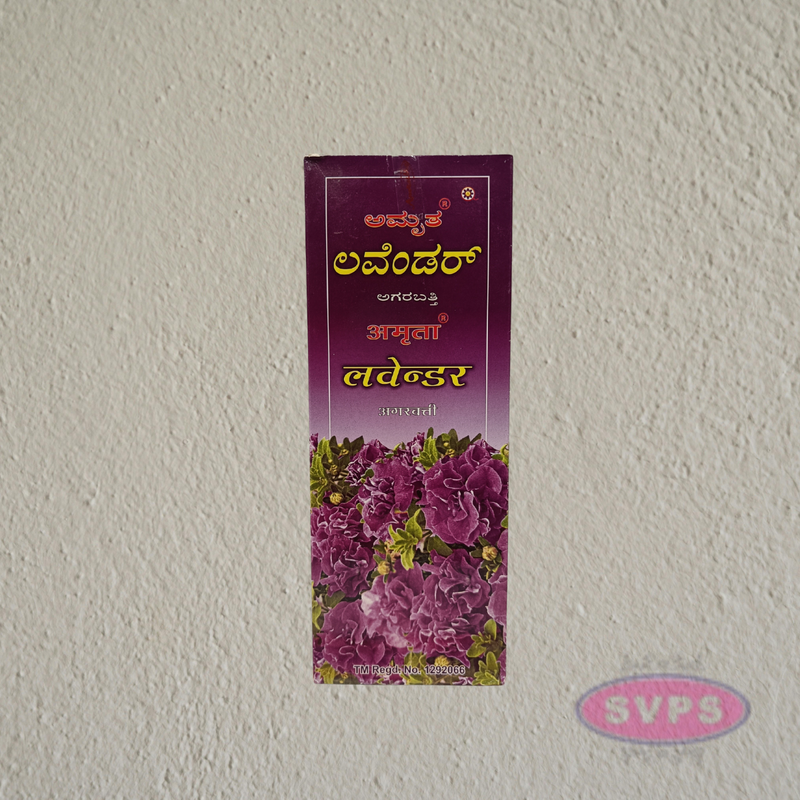 ಅಮೃತ®
ಲವೆಂಡರ್
ಅಗರಬತ್ತಿ
अमृता®
लवेन्डर
अगरबत्ती
TM Regd. No. 1292066
SVPS